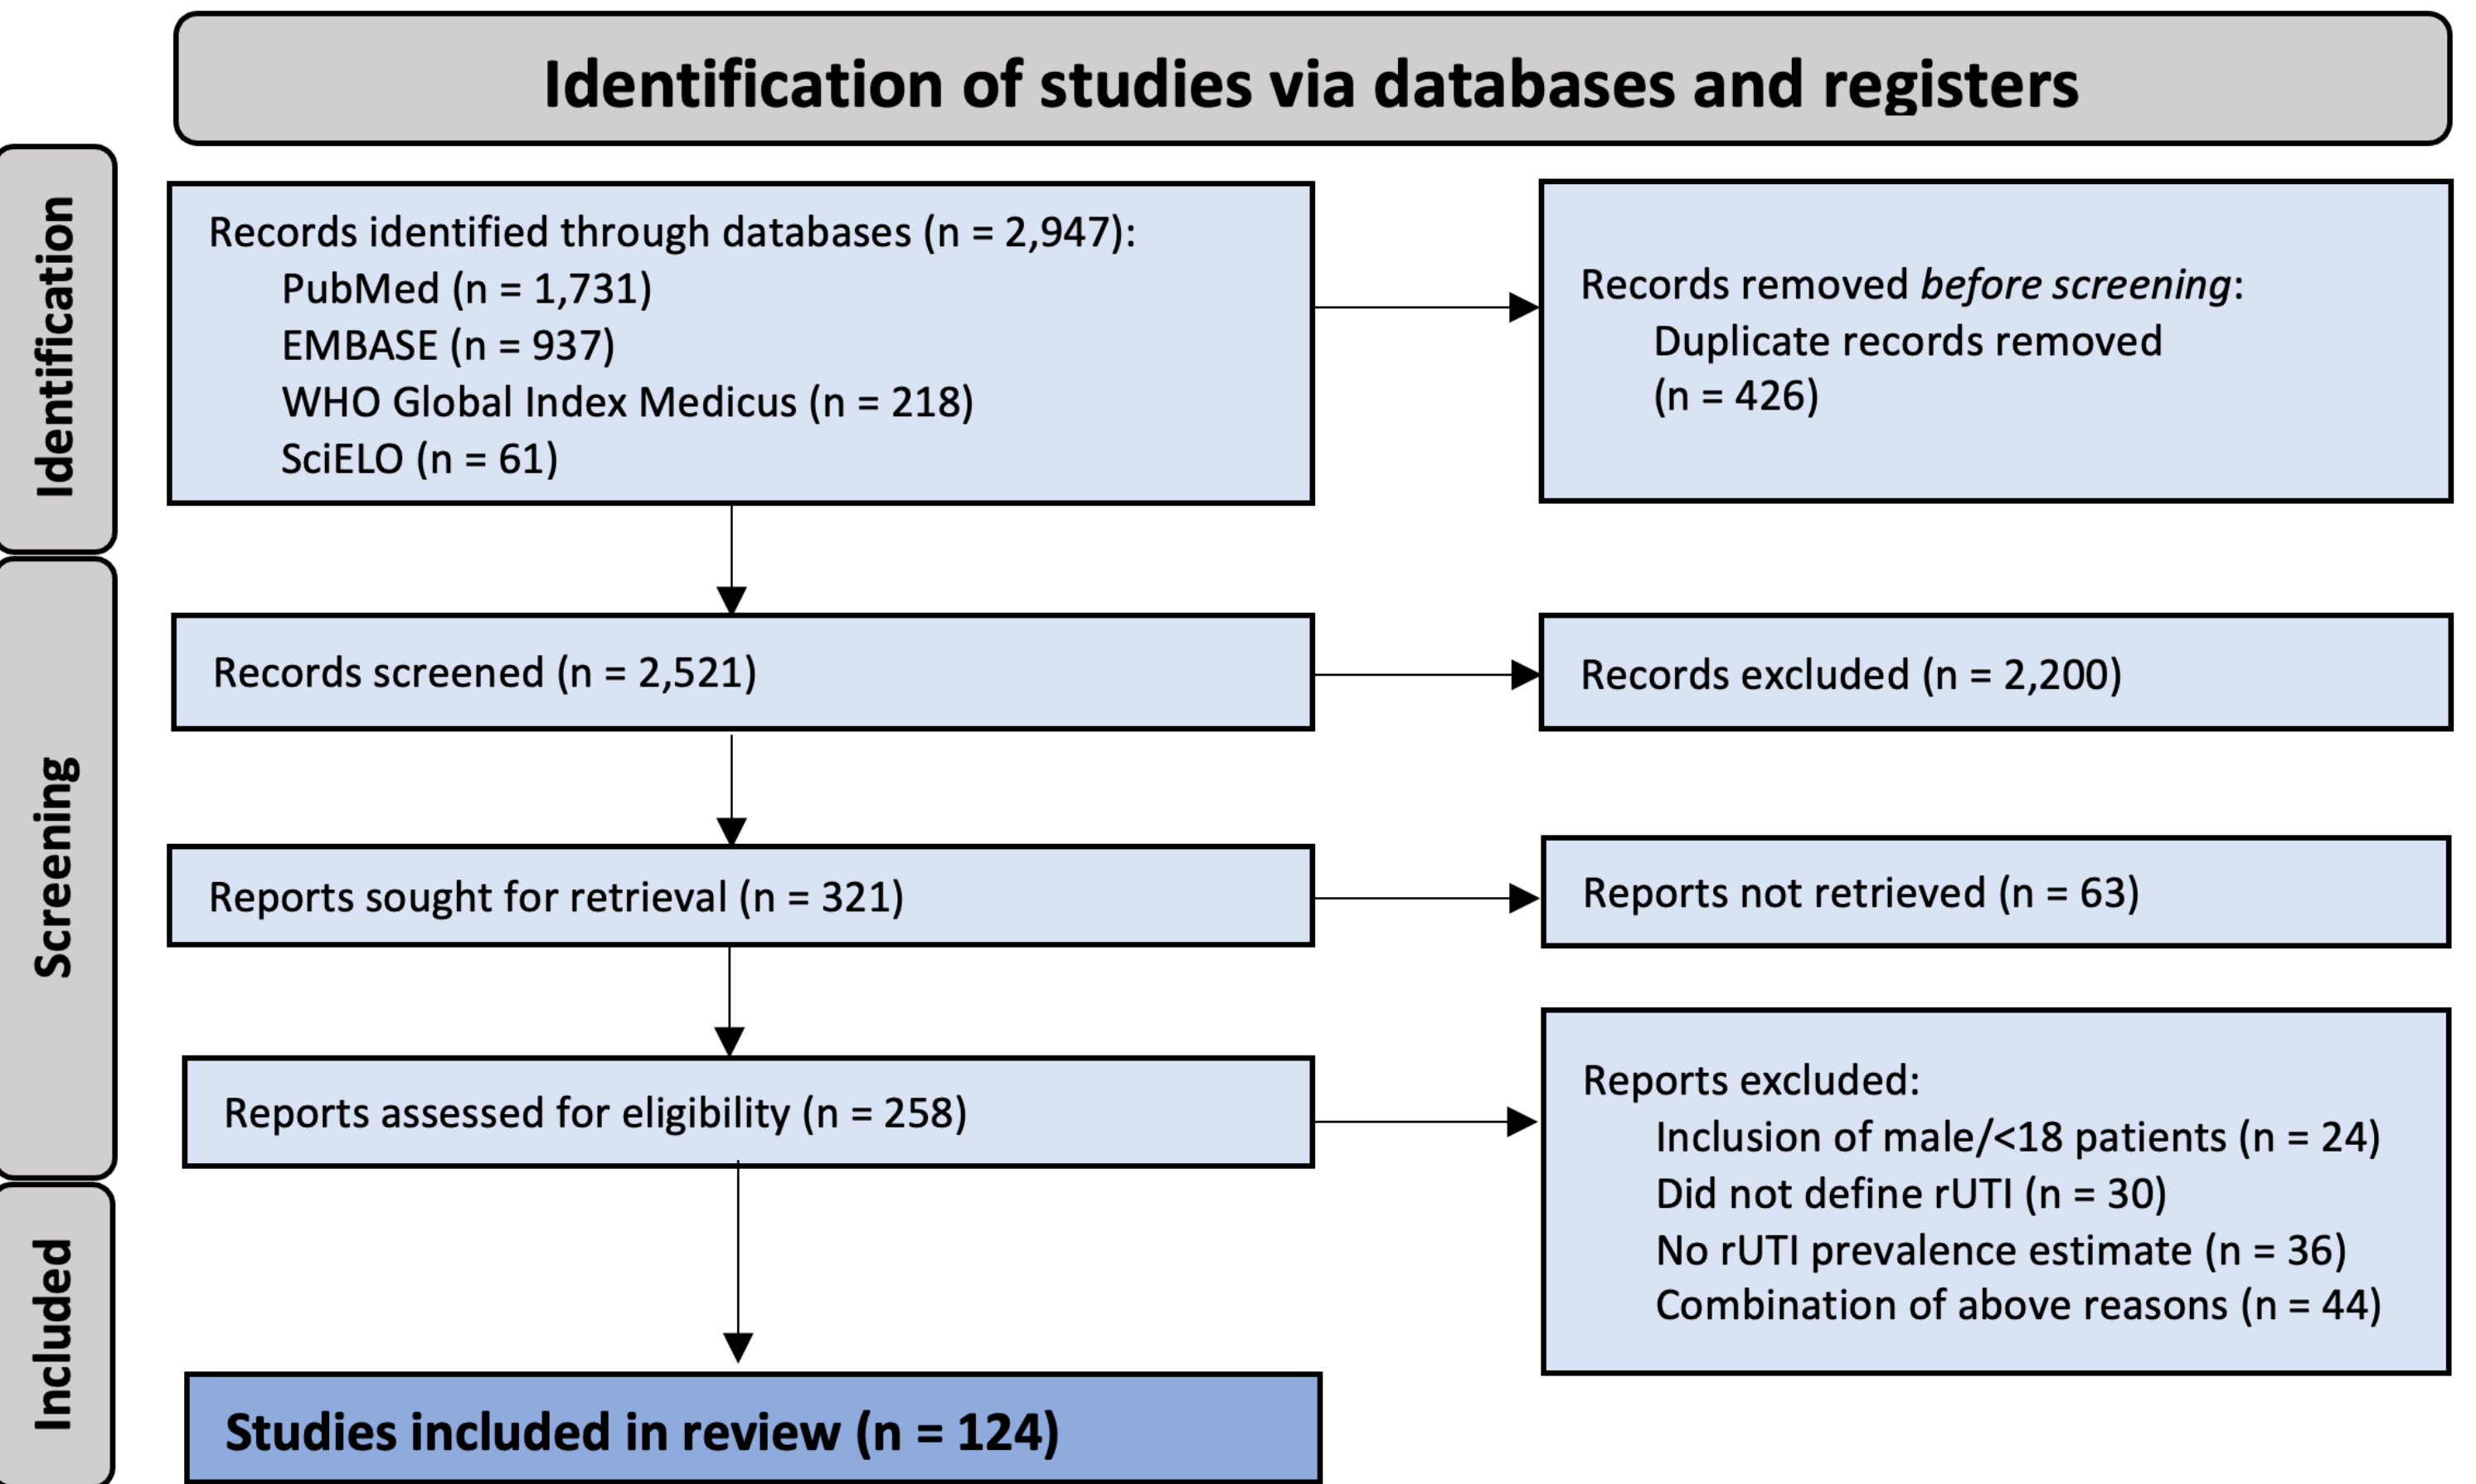 Identification of studies via databases and registers
Identification
Records identified through databases (n = 2,947):
PubMed (n = 1,731)
EMBASE (n = 937)
WHO Global Index Medicus (n = 218)
SciELO (n = 61)
Records removed before screening:
Duplicate records removed
(n = 426)
Screening
Records screened (n = 2,521)
Records excluded (n = 2,200)
Reports sought for retrieval (n = 321)
Reports not retrieved (n = 63)
Reports assessed for eligibility (n = 258)
Reports excluded:
Inclusion of male/<18 patients (n = 24)
Did not define rUTI (n = 30)
No rUTI prevalence estimate (n = 36)
Combination of above reasons (n = 44)
Included
Studies included in review (n = 124)